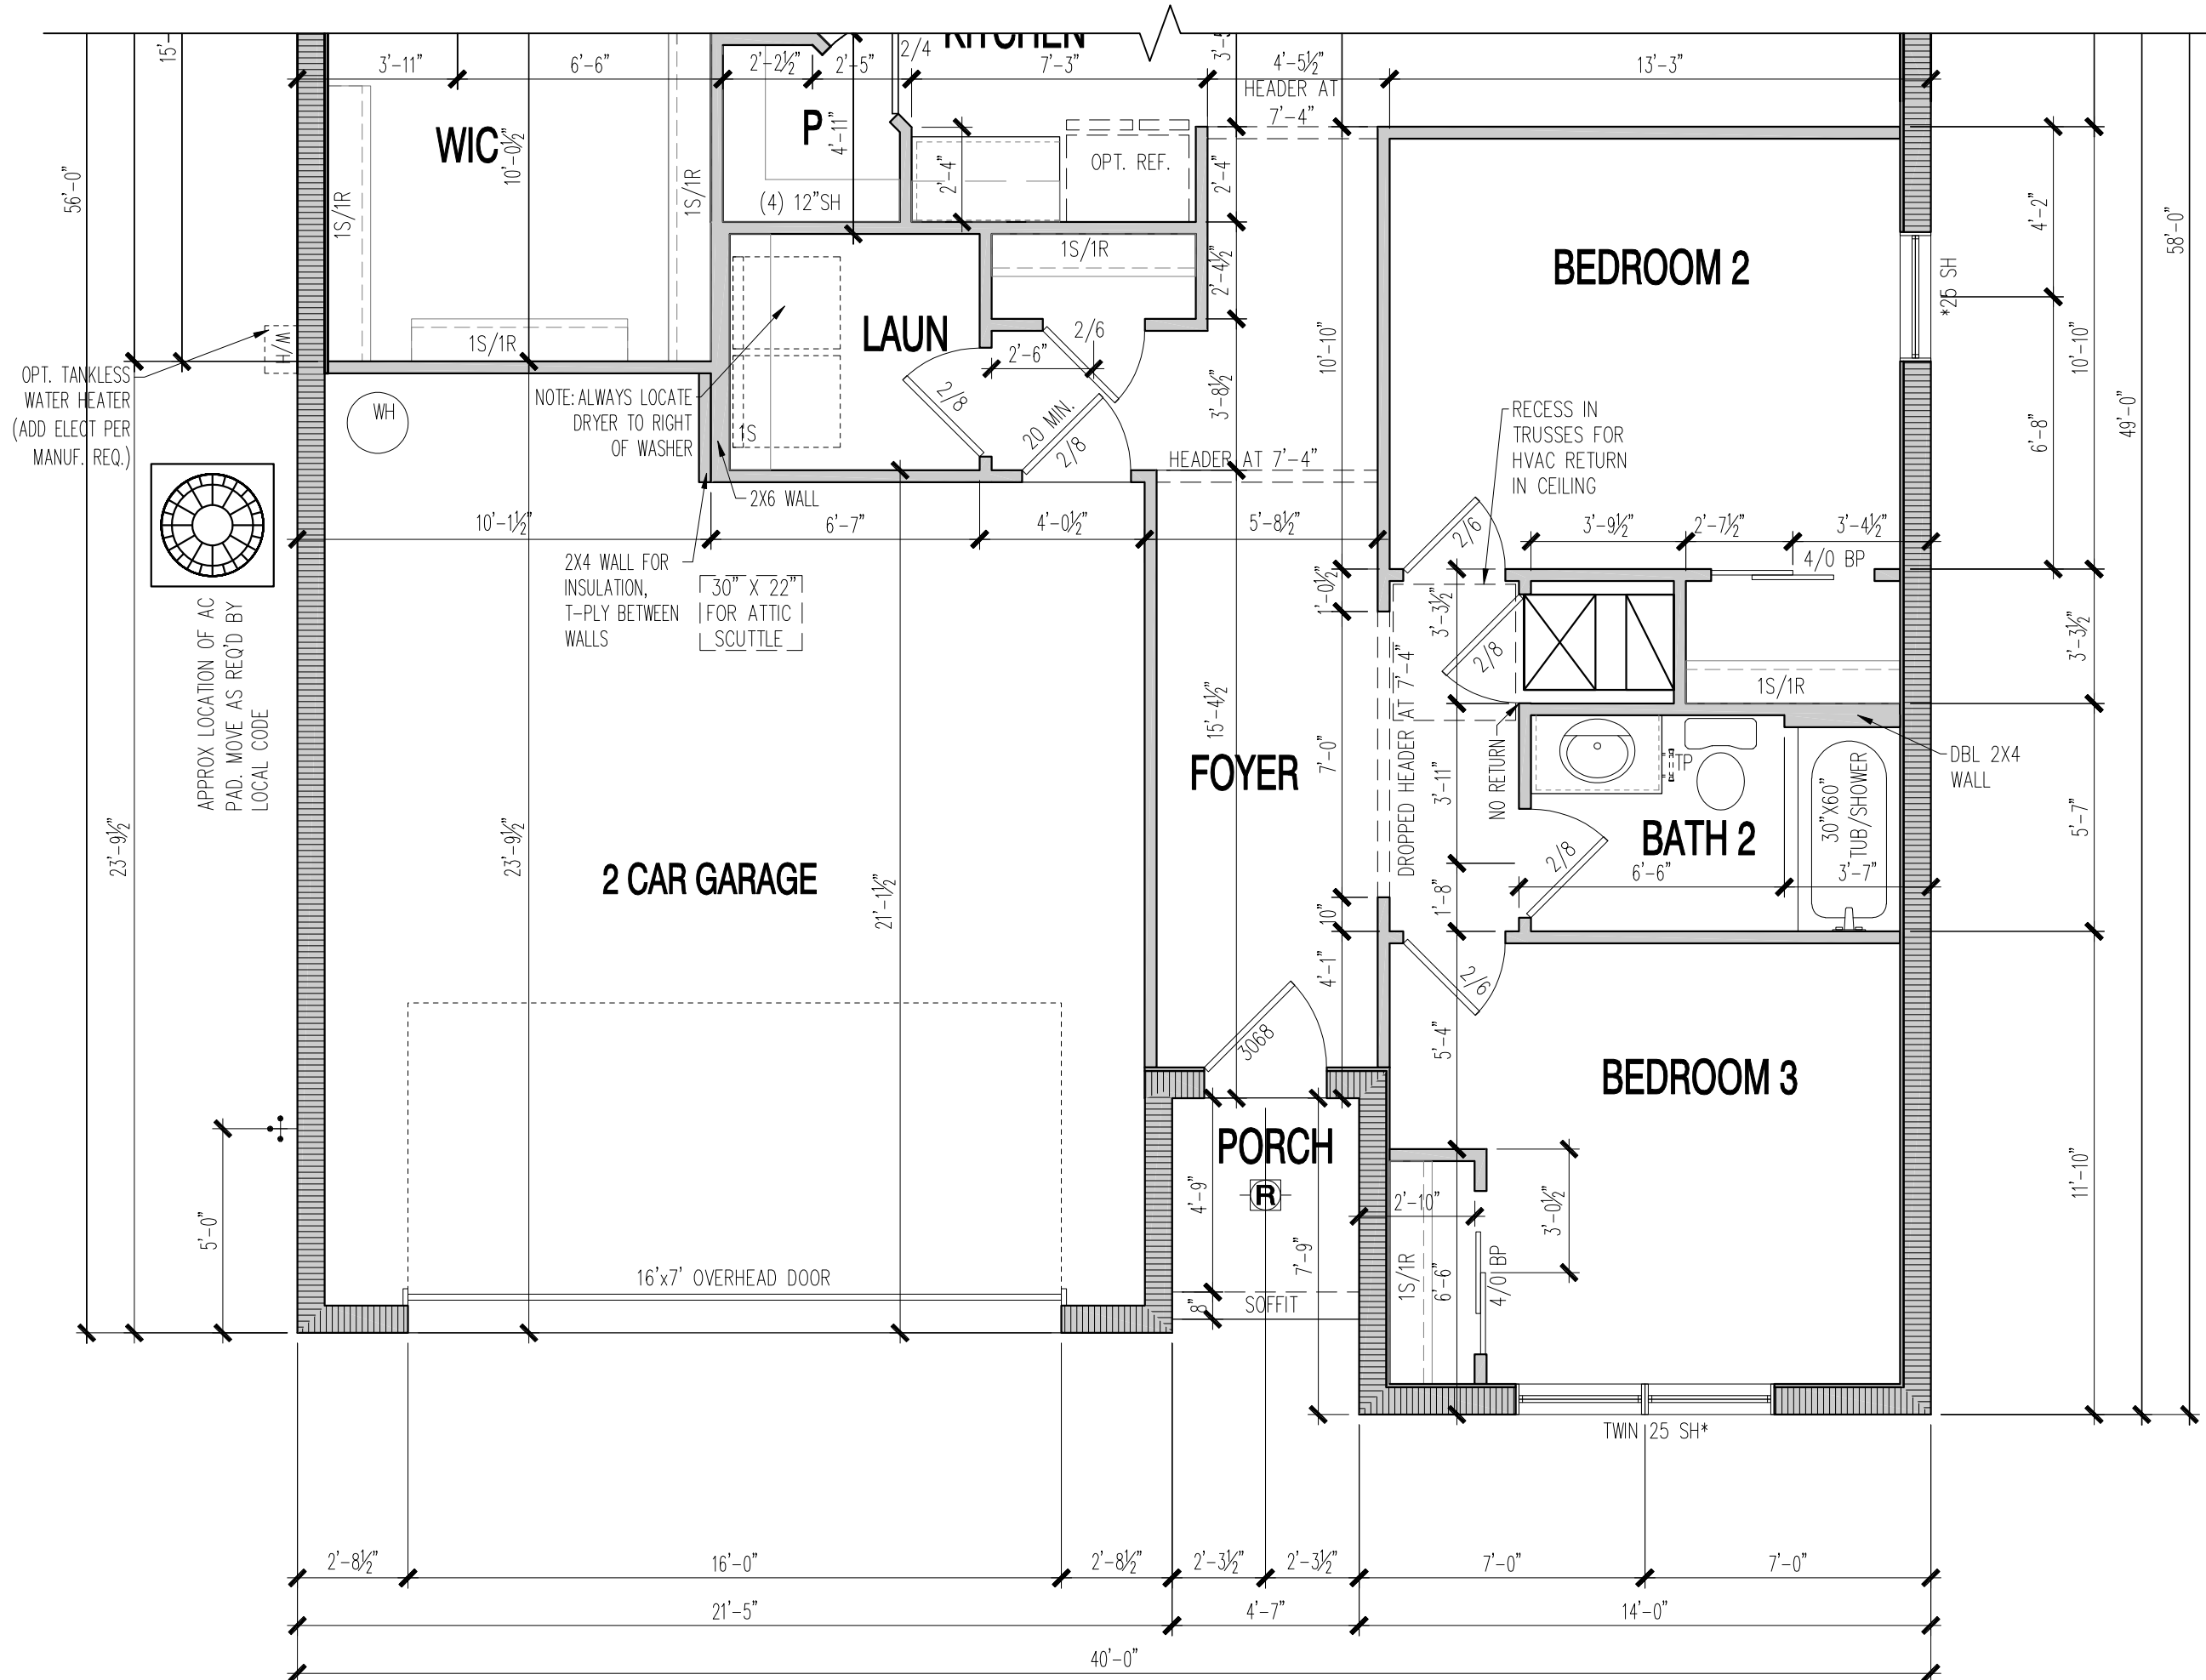 KITCHEN
2/4
15'-
3'-5
3'-11"
6'-6"
2'-2½"
2'-5"
7'-3"
4'-5½"
13'-3"
HEADER AT
7'-4"
WIC
10'-0½"
P
4'-11"
2'-4"
OPT. REF.
2'-4"
56'-0"
1S/1R
1S/1R
(4) 12"SH
4'-2"
58'-0"
1S/1R
2'-4½"
BEDROOM 2
*25 SH
W/H
1S/1R
LAUN
2/6
2'-6"
10'-10"
10'-10"
OPT. TANKLESS
WATER HEATER
(ADD ELECT PER
MANUF. REQ.)
WH
NOTE: ALWAYS LOCATE
DRYER TO RIGHT
OF WASHER
1S
2/8
20 MIN.
2/8
3'-8½"
RECESS IN
TRUSSES FOR
HVAC RETURN
IN CEILING
6'-8"
49'-0"
HEADER AT 7'-4"
2X6 WALL
10'-1½"
6'-7"
4'-0½"
5'-8½"
2/6
3'-9½"
2'-7½"
3'-4½"
4/0 BP
2X4 WALL FOR
INSULATION,
T-PLY BETWEEN
WALLS
30" X 22"
FOR ATTIC
SCUTTLE
1'-0½"
3'-3½"
2/8
3'-3½"
1S/1R
APPROX LOCATION OF AC
PAD. MOVE AS REQ'D BY
LOCAL CODE
15'-4½"
7'-0"
DROPPED HEADER AT 7'-4"
3'-11"
NO RETURN
TP
DBL 2X4
WALL
FOYER
30"X60"
TUB/SHOWER
BATH 2
5'-7"
23'-9½"
23'-9½"
2 CAR GARAGE
21'-1½"
2/8
6'-6"
3'-7"
1'-8"
10"
4'-1"
2/6
3068
5'-4"
BEDROOM 3
PORCH
R
4'-9"
2'-10"
3'-0½"
11'-10"
5'-0"
7'-9"
16'x7' OVERHEAD DOOR
8"
SOFFIT
1S/1R
6'-6"
4/0 BP
TWIN 25 SH*
2'-8½"
16'-0"
2'-8½"
2'-3½"
2'-3½"
7'-0"
7'-0"
21'-5"
4'-7"
14'-0"
40'-0"